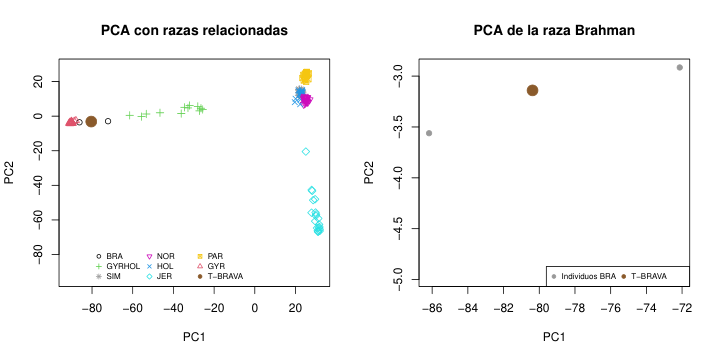 PCA con razas relacionadas
PC2
20
0
−20
−40
−60
−80
BRA
GYRHOL
SIM
NOR
HOL
JER
PAR
GYR
T−BRAVA
−80
−60
−40
−20
0
20
PC1
PCA de la raza Brahman
PC2
−3.0
−3.5
−4.0
−4.5
−5.0
Individuos BRA
T−BRAVA
−86
−84
−82
−80
−78
−76
−74
−72
PC1